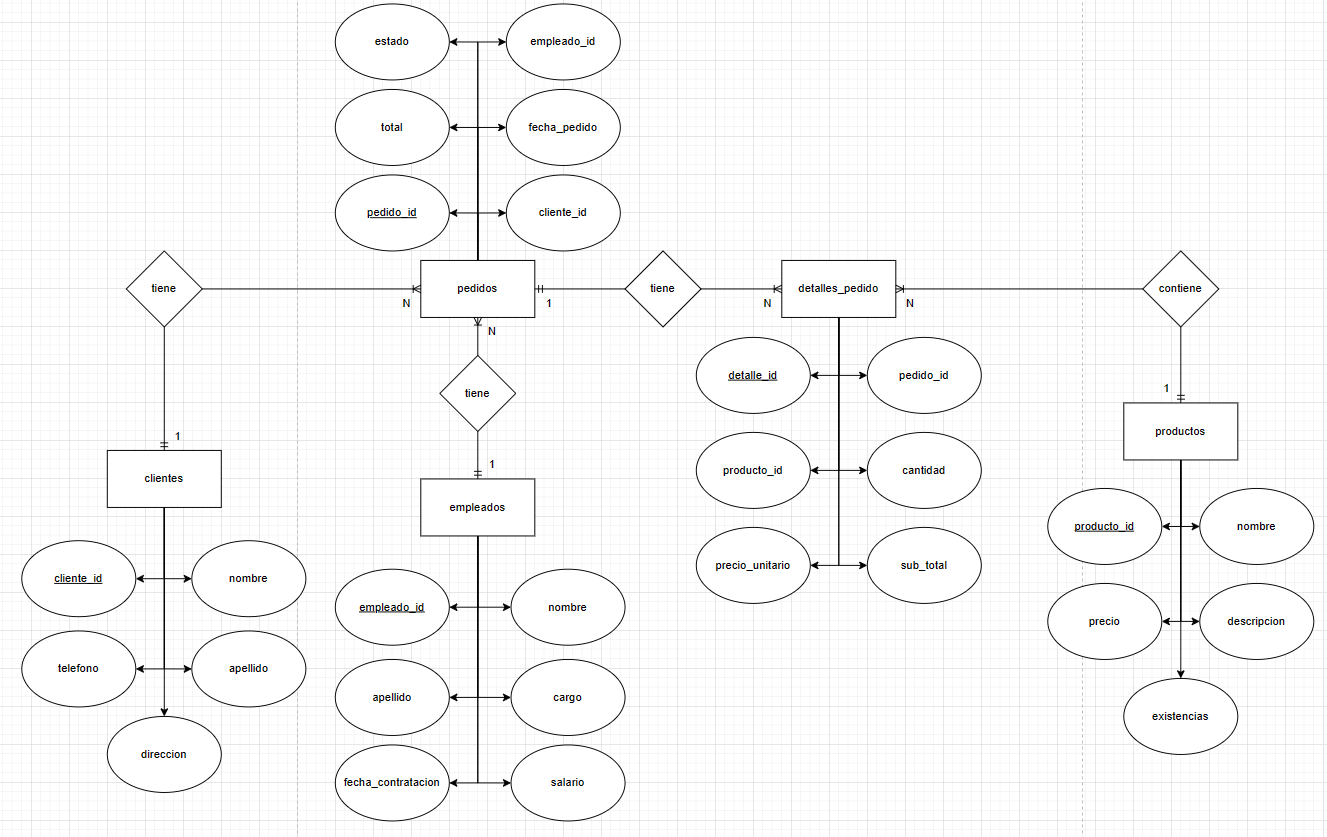 estado
empleado_id
total
fecha_pedido
pedido_id
cliente_id
tiene
pedidos
tiene
detalles_pedido
contiene
N
1
N
N
N
tiene
1
1
1
clientes
empleados
productos
detalle_id
pedido_id
producto_id
cantidad
precio_unitario
sub_total
producto_id
nombre
precio
descripcion
existencias
cliente_id
nombre
telefono
apellido
direccion
empleado_id
nombre
apellido
cargo
fecha_contratacion
salario